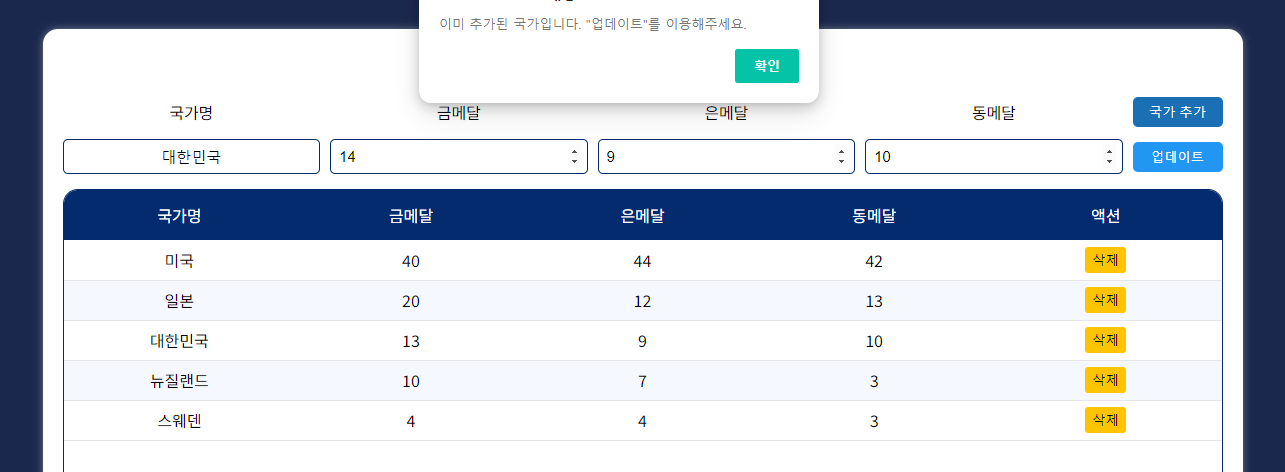 이미 추가된 국가입니다. "업데이트"를 이용해주세요.
확인
국가명 금메달 은메달 동메달 국가 추가
대한민국 14 9 10 업데이트
국가명 금메달 은메달 동메달 액션
미국 40 44 42 삭제
일본 20 12 13 삭제
대한민국 13 9 10 삭제
뉴질랜드 10 7 3 삭제
스웨덴 4 4 3 삭제